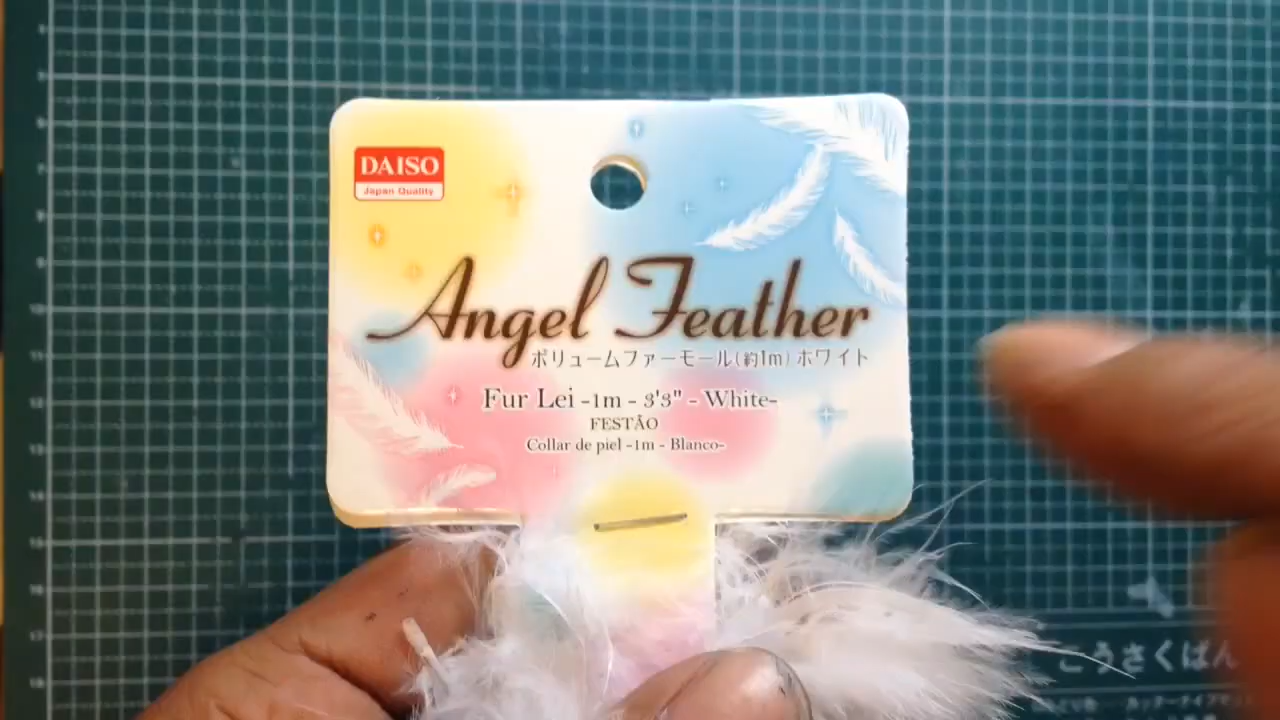 DAISO
Japan Quality
Angel Feather
ボリュームファーモール(約1m) ホワイト
Fur Lei -1m - 3'3" - White-
FESTÃO
Collar de piel -1m - Blanco-
こうさくばん